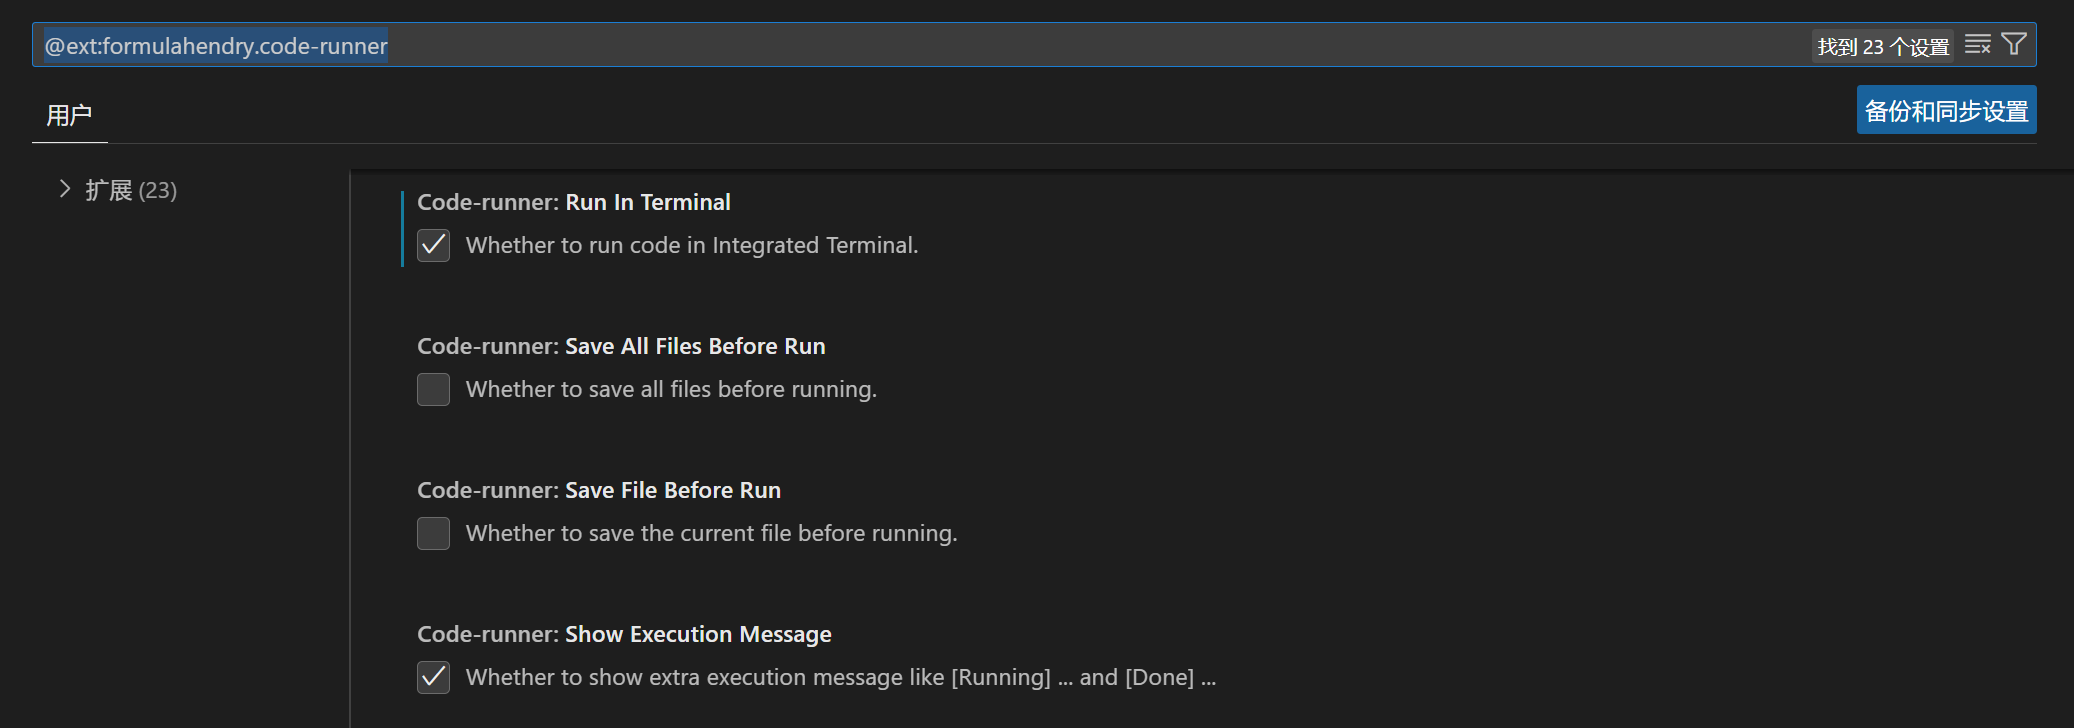 @ext:formulahendry.code-runner
找到 23 个设置
用户
备份和同步设置
扩展 (23)
Code-runner: Run In Terminal
Whether to run code in Integrated Terminal.
Code-runner: Save All Files Before Run
Whether to save all files before running.
Code-runner: Save File Before Run
Whether to save the current file before running.
Code-runner: Show Execution Message
Whether to show extra execution message like [Running] ... and [Done] ...